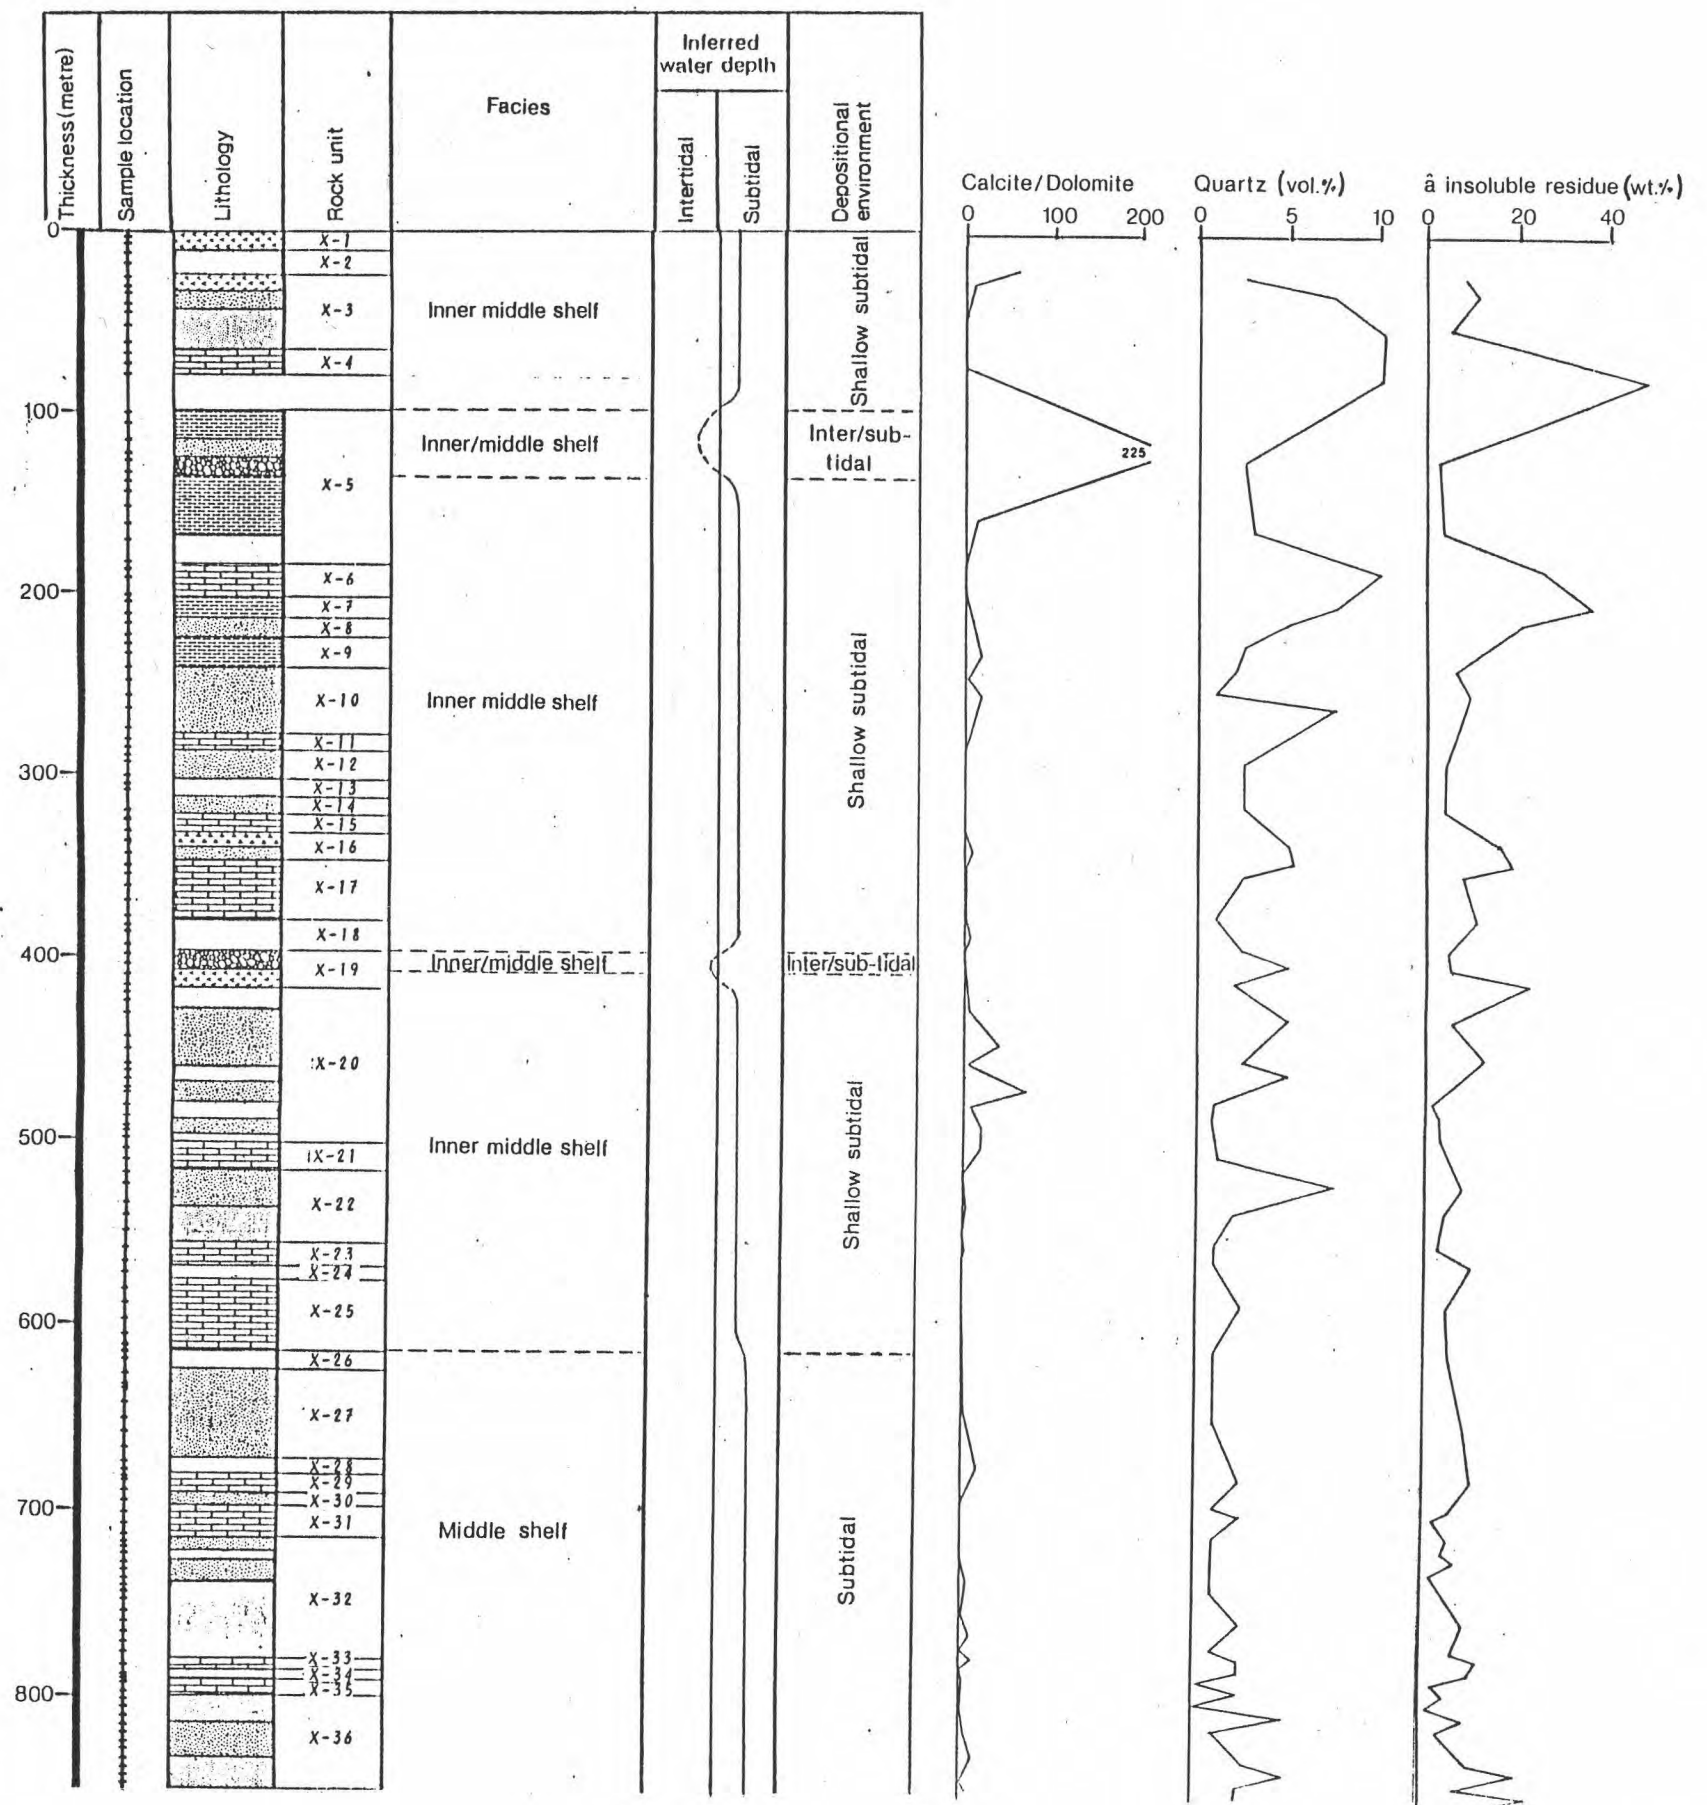 Thickness (metre)
Sample location
Lithology
Rock unit
Facies
Inferred
water depth
Intertidal
Subtidal
Depositional
environment
Calcite/Dolomite
0 100 200
Quartz (vol.%)
0 5 10
â insoluble residue (wt.%)
0 20 40
0
100
200
300
400
500
600
700
800
X-1
X-2
X-3
X-4
X-5
X-6
X-7
X-8
X-9
X-10
X-11
X-12
X-13
X-14
X-15
X-16
X-17
X-18
X-19
X-20
X-21
X-22
X-23
X-24
X-25
X-26
X-27
X-28
X-29
X-30
X-31
X-32
X-33
X-34
X-35
X-36
Inner middle shelf
Inner/middle shelf
Inner middle shelf
Inner/middle shelf
Inner middle shelf
Middle shelf
Shallow subtidal
Inter/sub-
tidal
Shallow subtidal
Inter/sub-tidal
Shallow subtidal
Subtidal
225